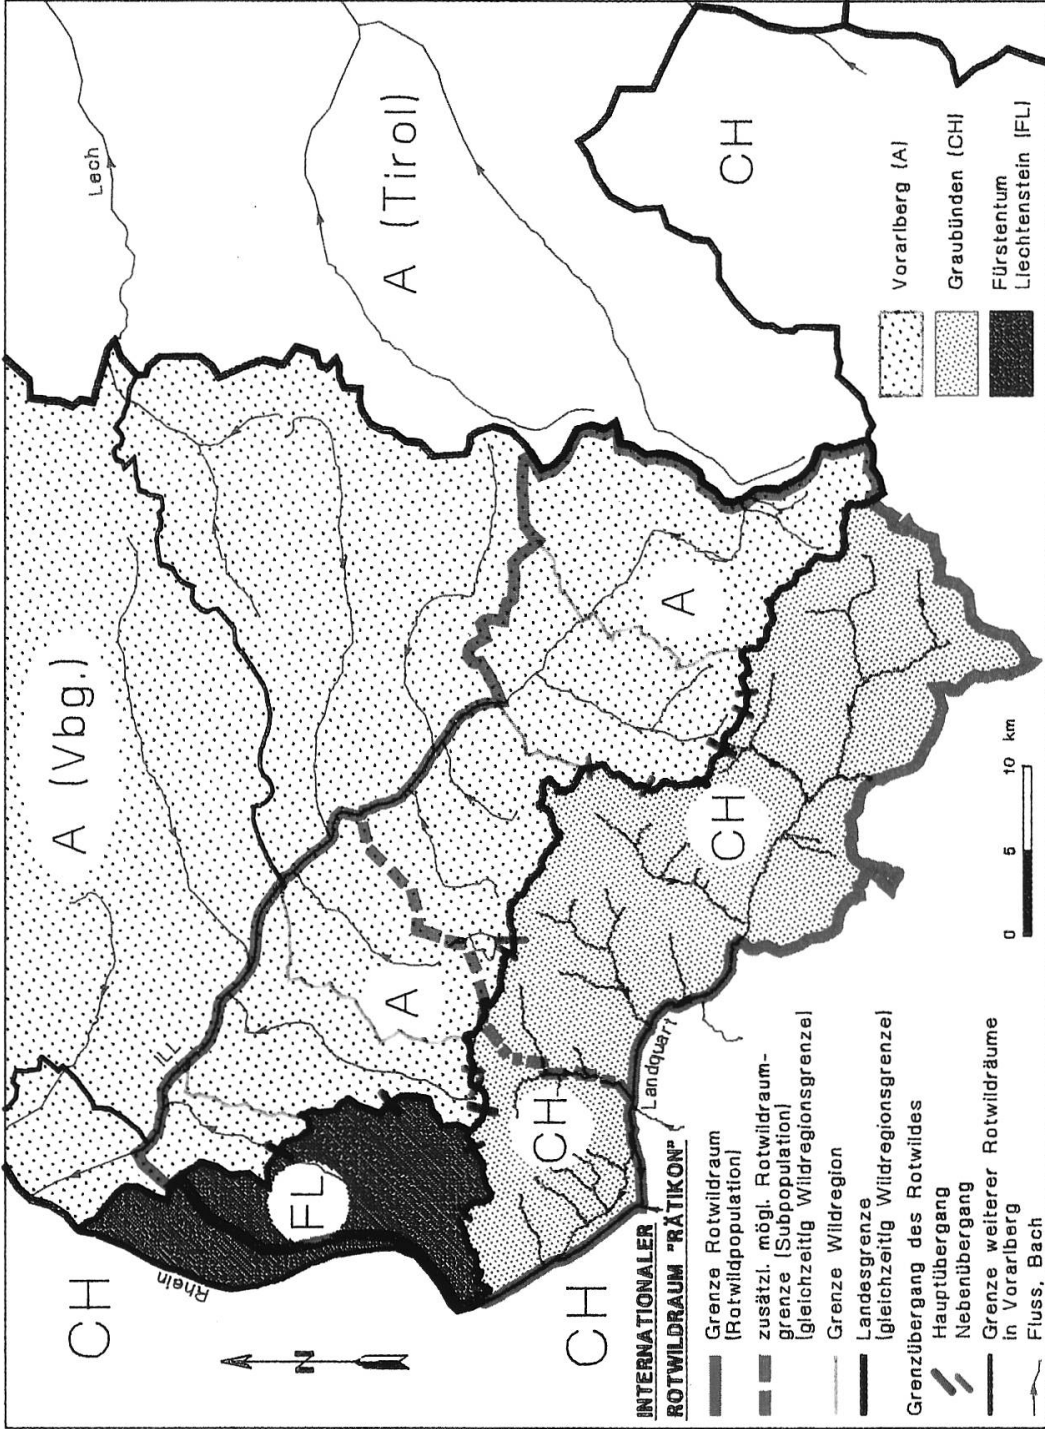 CH
A (Vbg.)
Lech
A (Tirol)
CH
Rhein
ILL
FL
A
A
N
CH
CH
CH
Landquart
INTERNATIONALER
ROTWILDRAUM "RÄTIKON"
Grenze Rotwildraum
(Rotwildpopulation)
zusätzl. mögl. Rotwildraum-
grenze (Subpopulation)
(gleichzeitig Wildregionsgrenze)
Grenze Wildregion
Landesgrenze
(gleichzeitig Wildregionsgrenze)
Grenzübergang des Rotwildes
Hauptübergang
Nebenübergang
Grenze weiterer Rotwildräume
in Vorarlberg
Fluss, Bach
0 5 10 km
Vorarlberg (A)
Graubünden (CH)
Fürstentum
Liechtenstein (FL)